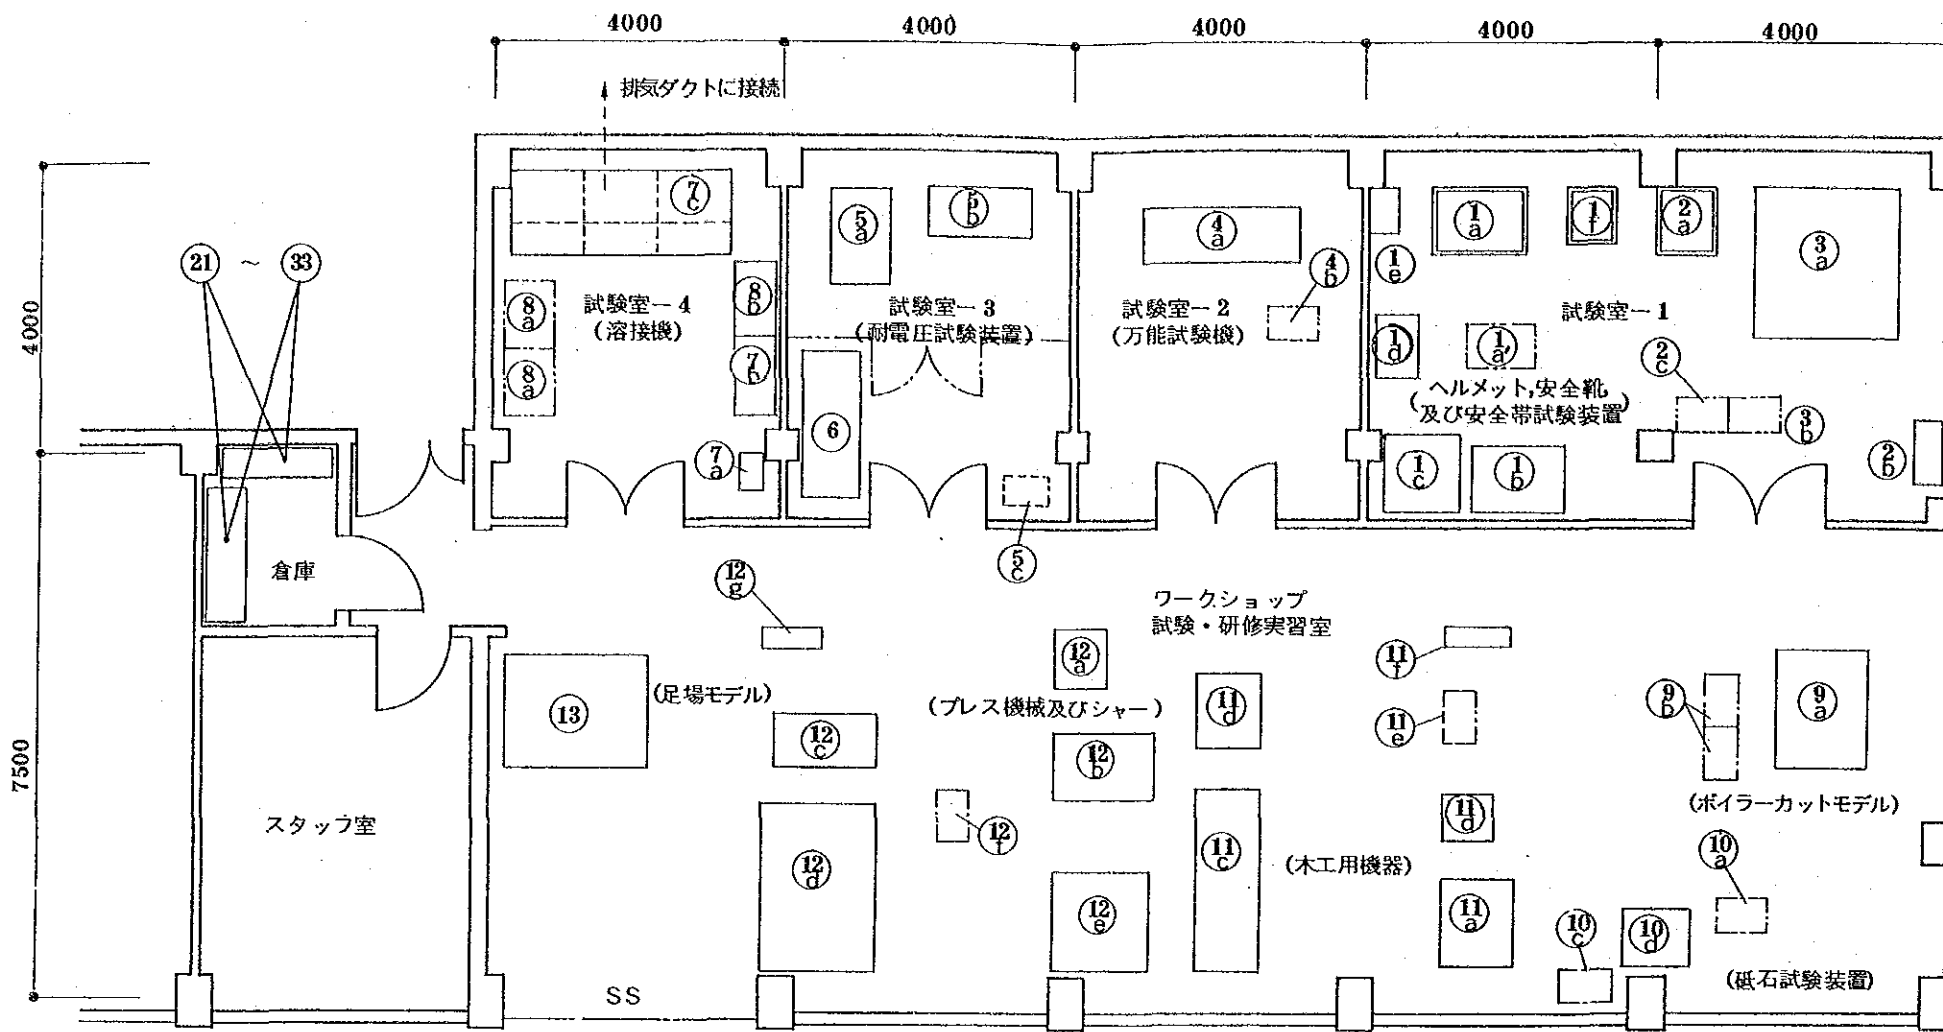 4000
4000
4000
4000
4000
排気ダクトに接続
4000
7500
21 ~ 33
7c
8a
8a
8b
7b
7a
試験室－4
(溶接機)
5a
5b
試験室－3
(耐電圧試験装置)
6
5c
4a
4b
試験室－2
(万能試験機)
1e
1a
1f
2a
3a
試験室－1
1d
1a'
2c
3b
ヘルメット,安全靴
及び安全帯試験装置
1c
1b
2b
倉庫
スタッフ室
12g
ワークショップ
試験・研修実習室
13
(足場モデル)
12c
12d
12a
(プレス機械及びシャー)
12b
12f
12e
11d
11c
11f
11e
11d
(木工用機器)
11a
9b
9a
(ボイラーカットモデル)
10a
10c
10d
(砥石試験装置)
SS